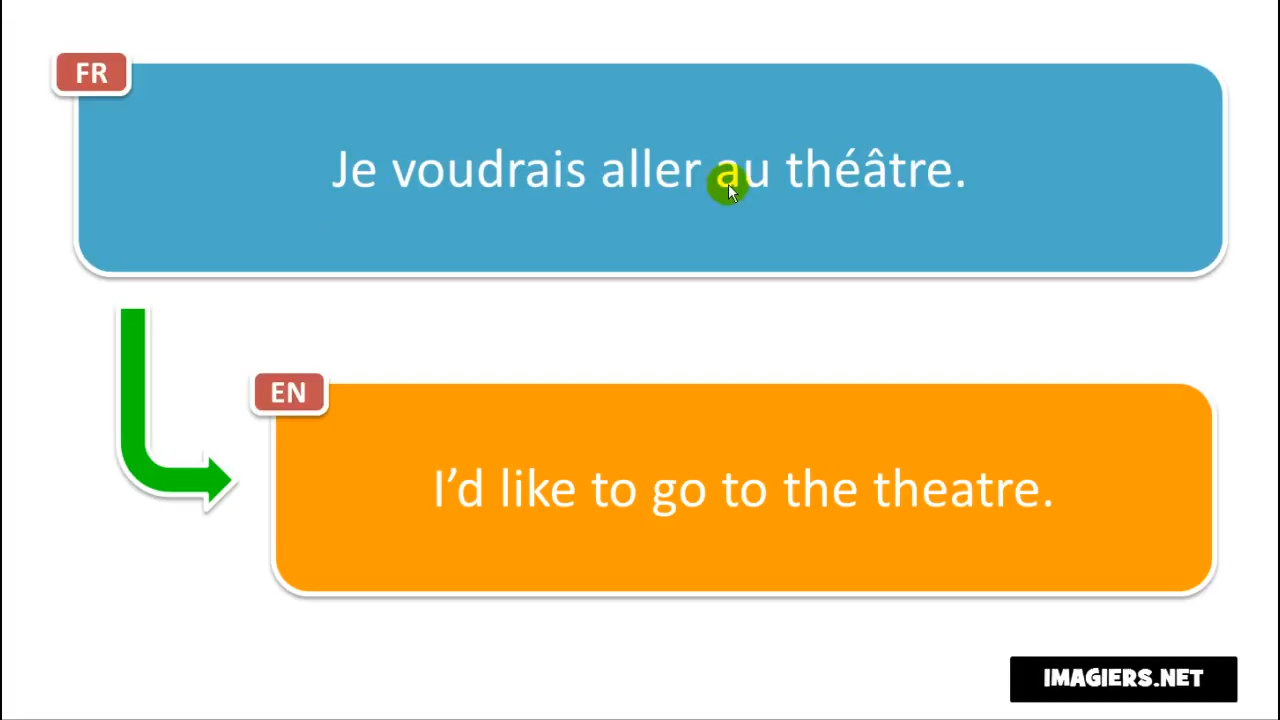 FR
Je voudrais aller au théâtre.
EN
I’d like to go to the theatre.
IMAGIERS.NET